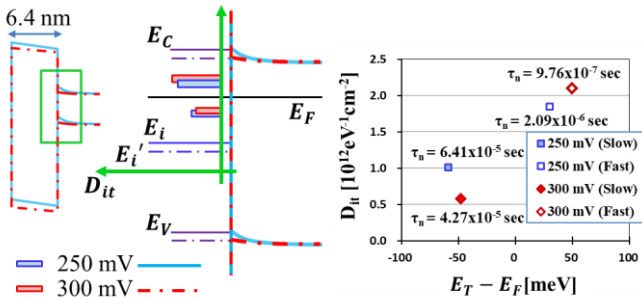 6.4 nm
E_C
E_F
E_i
E_i'
D_it
E_V
250 mV
300 mV
D_it [10^12 eV^-1 cm^-2]
2.5
2.0
1.5
1.0
0.5
0.0
τ_n = 9.76x10^-7 sec
τ_n = 2.09x10^-6 sec
τ_n = 6.41x10^-5 sec
τ_n = 4.27x10^-5 sec
250 mV (Slow)
250 mV (Fast)
300 mV (Slow)
300 mV (Fast)
-100 -50 0 50 100
E_T − E_F [meV]